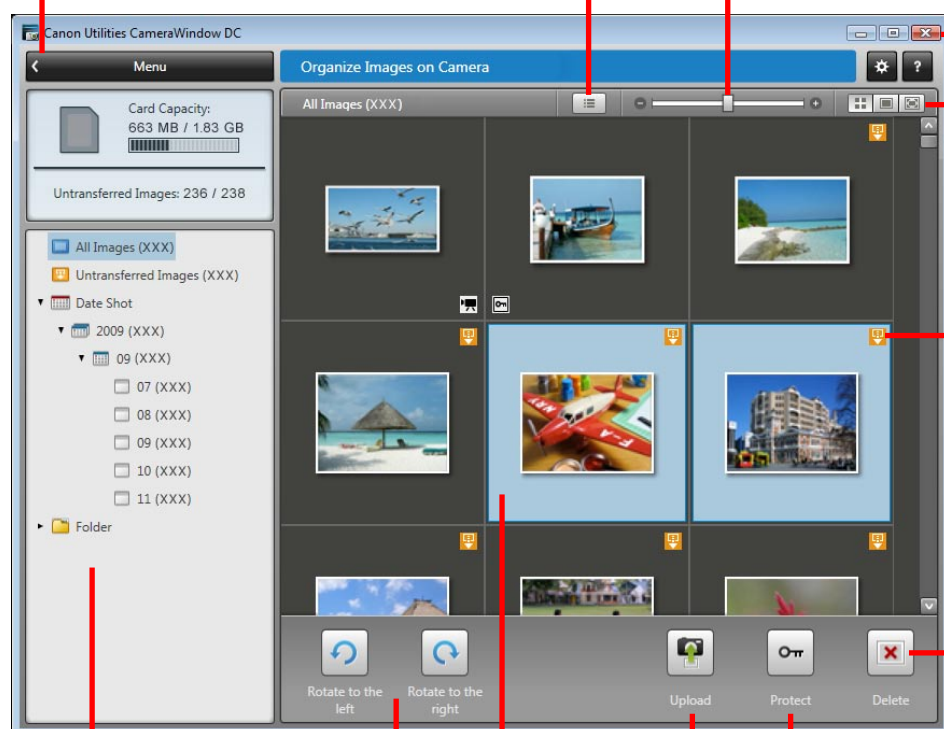 Canon Utilities CameraWindow DC
Menu
Organize Images on Camera
?
Card Capacity:
663 MB / 1.83 GB
Untransferred Images: 236 / 238
All Images (XXX)
All Images (XXX)
Untransferred Images (XXX)
Date Shot
2009 (XXX)
09 (XXX)
07 (XXX)
08 (XXX)
09 (XXX)
10 (XXX)
11 (XXX)
Folder
NRY
F-A
Rotate to the
left
Rotate to the
right
Upload
Protect
Delete